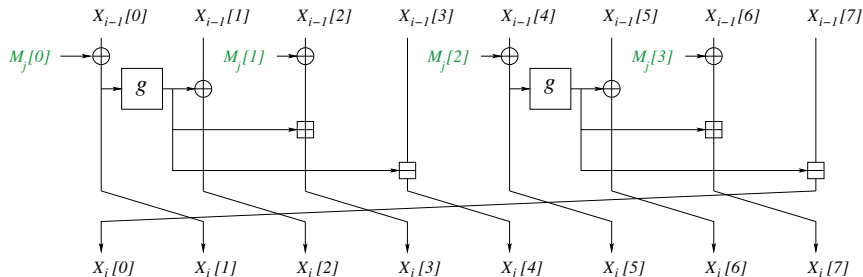 X_{i-1}[0] X_{i-1}[1] X_{i-1}[2] X_{i-1}[3] X_{i-1}[4] X_{i-1}[5] X_{i-1}[6] X_{i-1}[7]
M_j[0] M_j[1] M_j[2] M_j[3]
g g
X_i[0] X_i[1] X_i[2] X_i[3] X_i[4] X_i[5] X_i[6] X_i[7]